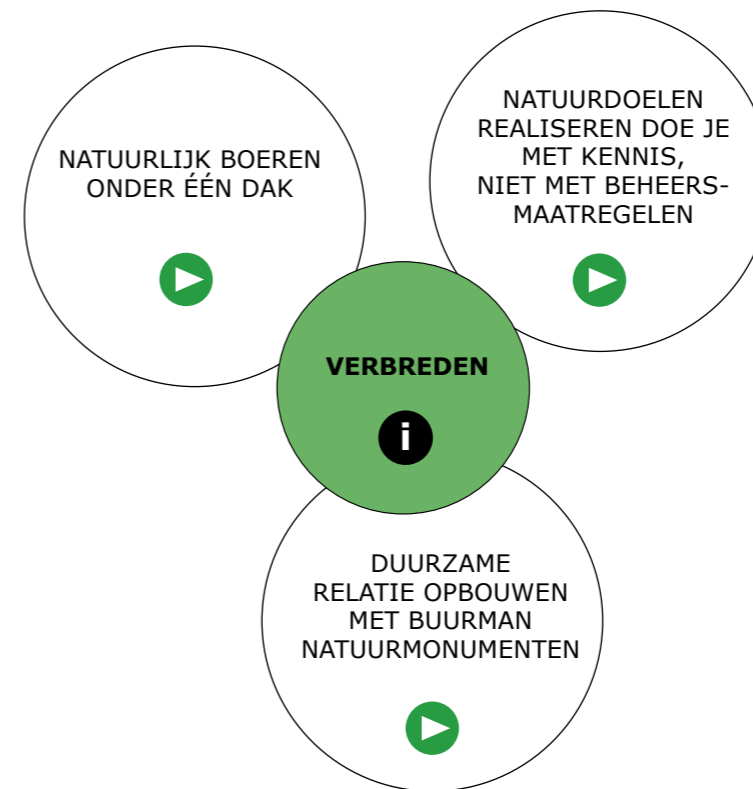 NATUURLIJK BOEREN
ONDER ÉÉN DAK
NATUURDOELEN
REALISEREN DOE JE
MET KENNIS,
NIET MET BEHEERS-
MAATREGELEN
VERBREDEN
i
DUURZAME
RELATIE OPBOUWEN
MET BUURMAN
NATUURMONUMENTEN